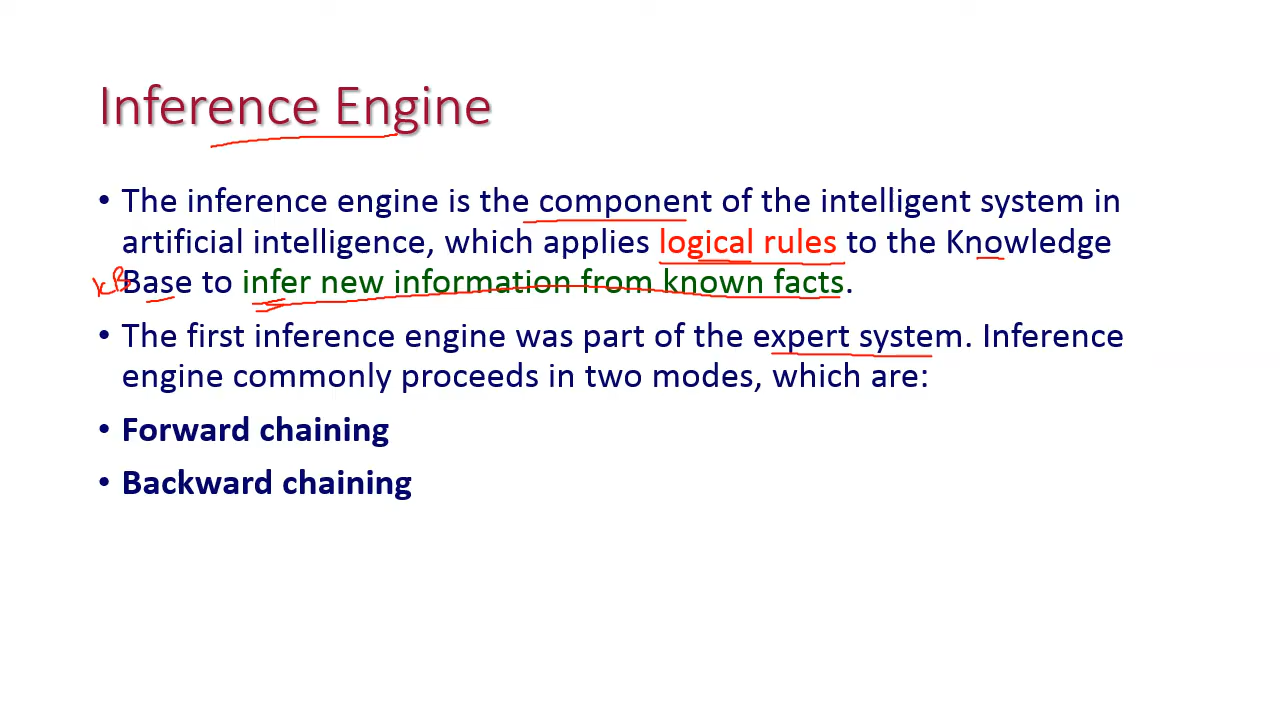 Inference Engine
• The inference engine is the component of the intelligent system in
artificial intelligence, which applies logical rules to the Knowledge
KB Base to infer new information from known facts.
• The first inference engine was part of the expert system. Inference
engine commonly proceeds in two modes, which are:
• Forward chaining
• Backward chaining